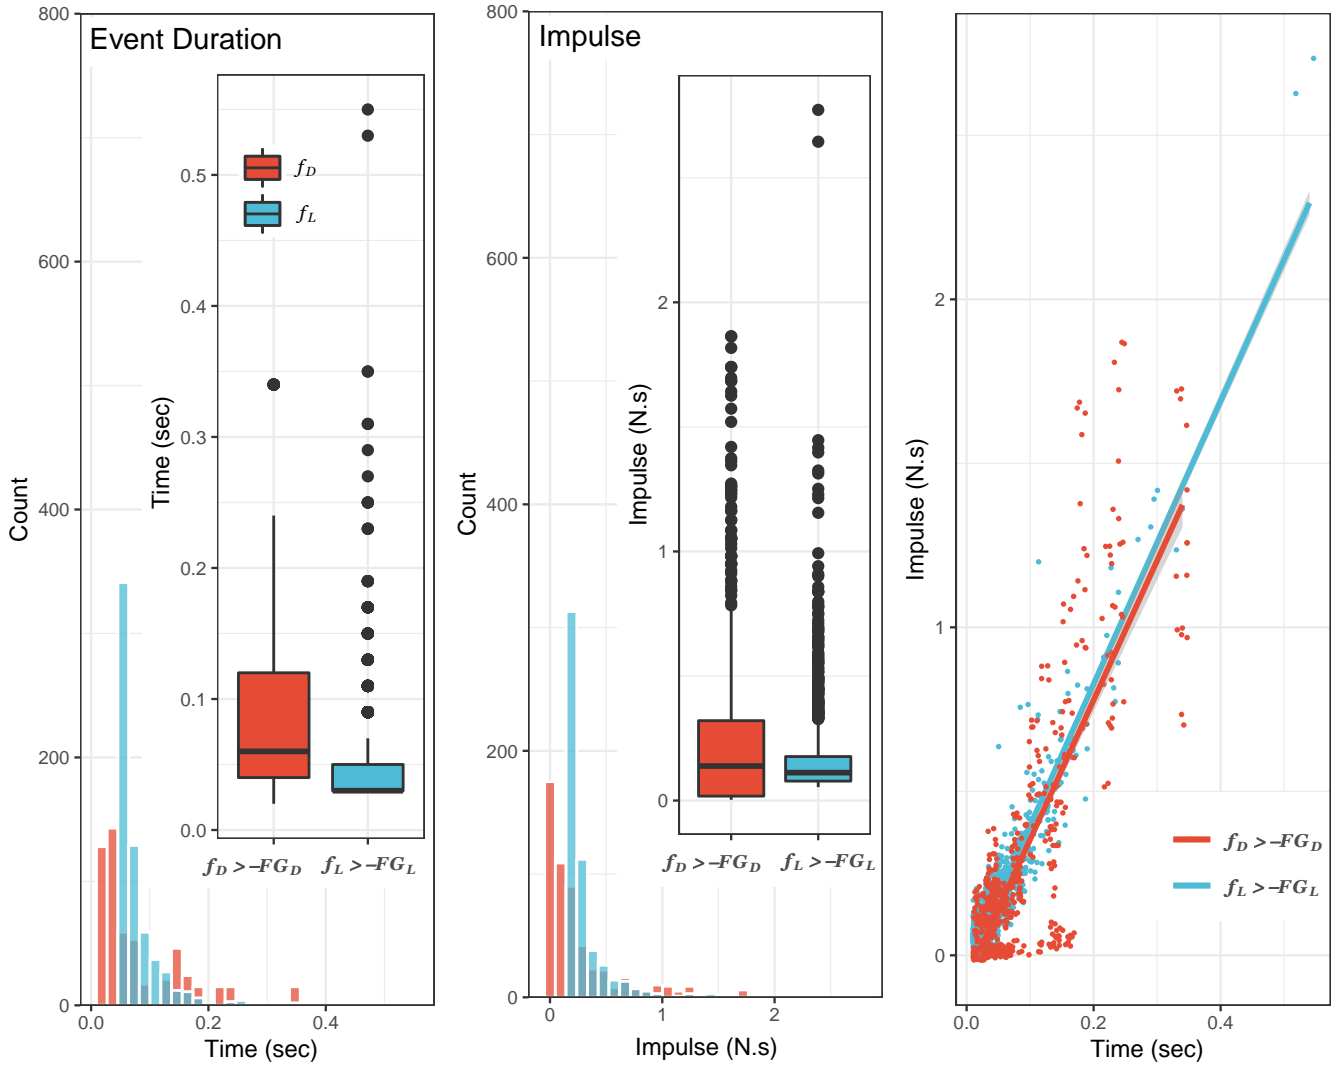 Event Duration
800
600
400
200
0
Count
0.0
0.2
0.4
Time (sec)
0.5
0.4
0.3
0.2
0.1
0.0
Time (sec)
f_D
f_L
f_D >−FG_D
f_L >−FG_L
Impulse
800
600
400
200
0
Count
0
1
2
Impulse (N.s)
2
1
0
Impulse (N.s)
f_D >−FG_D
f_L >−FG_L
2
1
0
Impulse (N.s)
f_D >−FG_D
f_L >−FG_L
0.0
0.2
0.4
Time (sec)